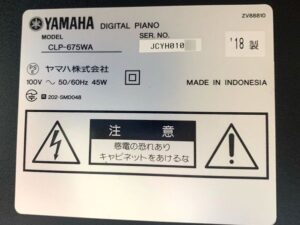 YAMAHA DIGITAL PIANO
ZV88810
MODEL
CLP-675WA
SER. NO.
JCYH010
'18 製
ヤマハ株式会社
100V 50/60Hz 45W
MADE IN INDONESIA
R 202-SMD048
注意
感電の恐れあり
キャビネットをあけるな